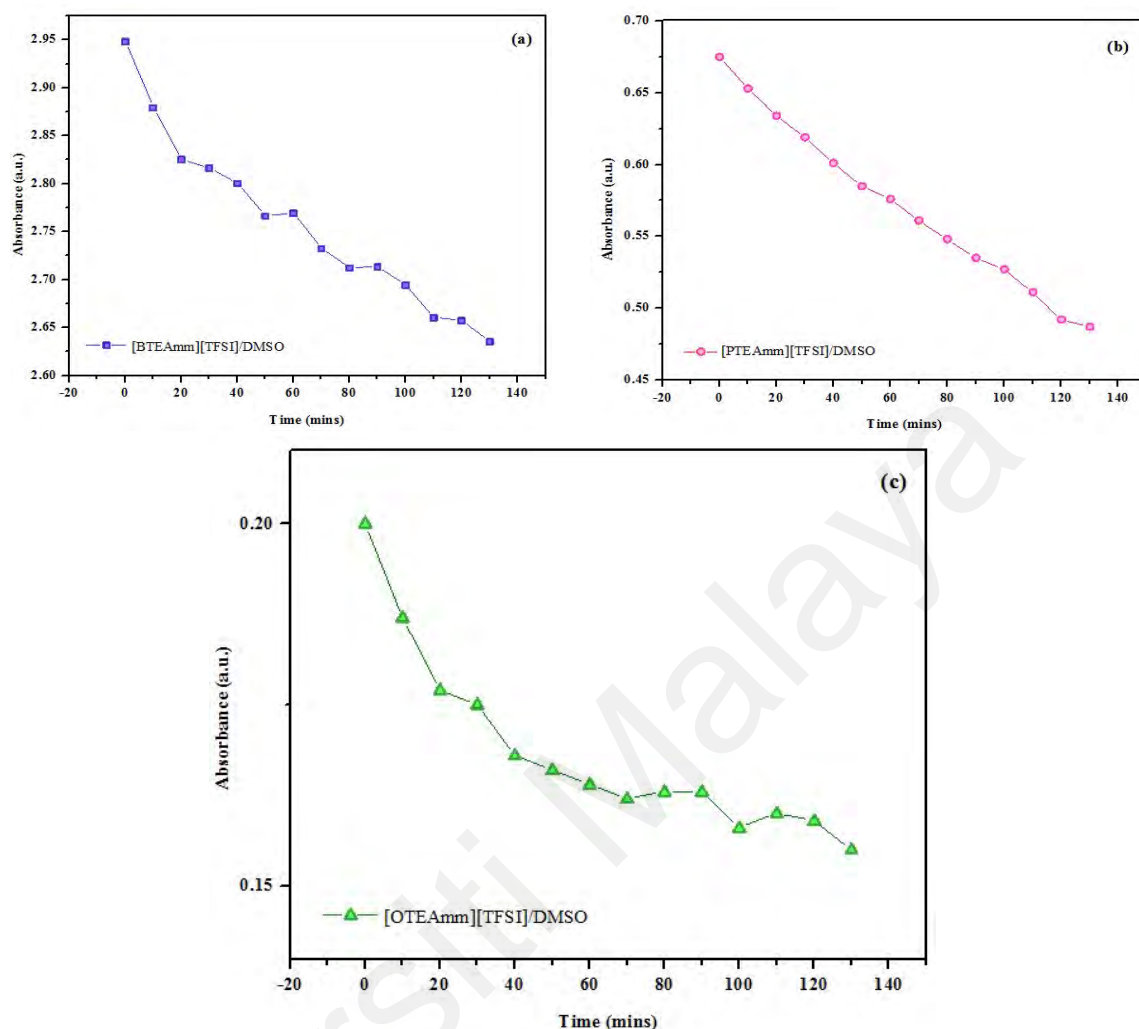 (a)
2.95
2.90
2.85
2.80
2.75
2.70
2.65
2.60
Absorbance (a.u.)
[BTEAmm][TFSI]/DMSO
-20 0 20 40 60 80 100 120 140
Time (mins)
(b)
0.70
0.65
0.60
0.55
0.50
0.45
Absorbance (a.u.)
[PTEAmm][TFSI]/DMSO
-20 0 20 40 60 80 100 120 140
Time (mins)
(c)
0.20
0.15
Absorbance (a.u.)
[OTEAmm][TFSI]/DMSO
-20 0 20 40 60 80 100 120 140
Time (mins)
siti Malaya